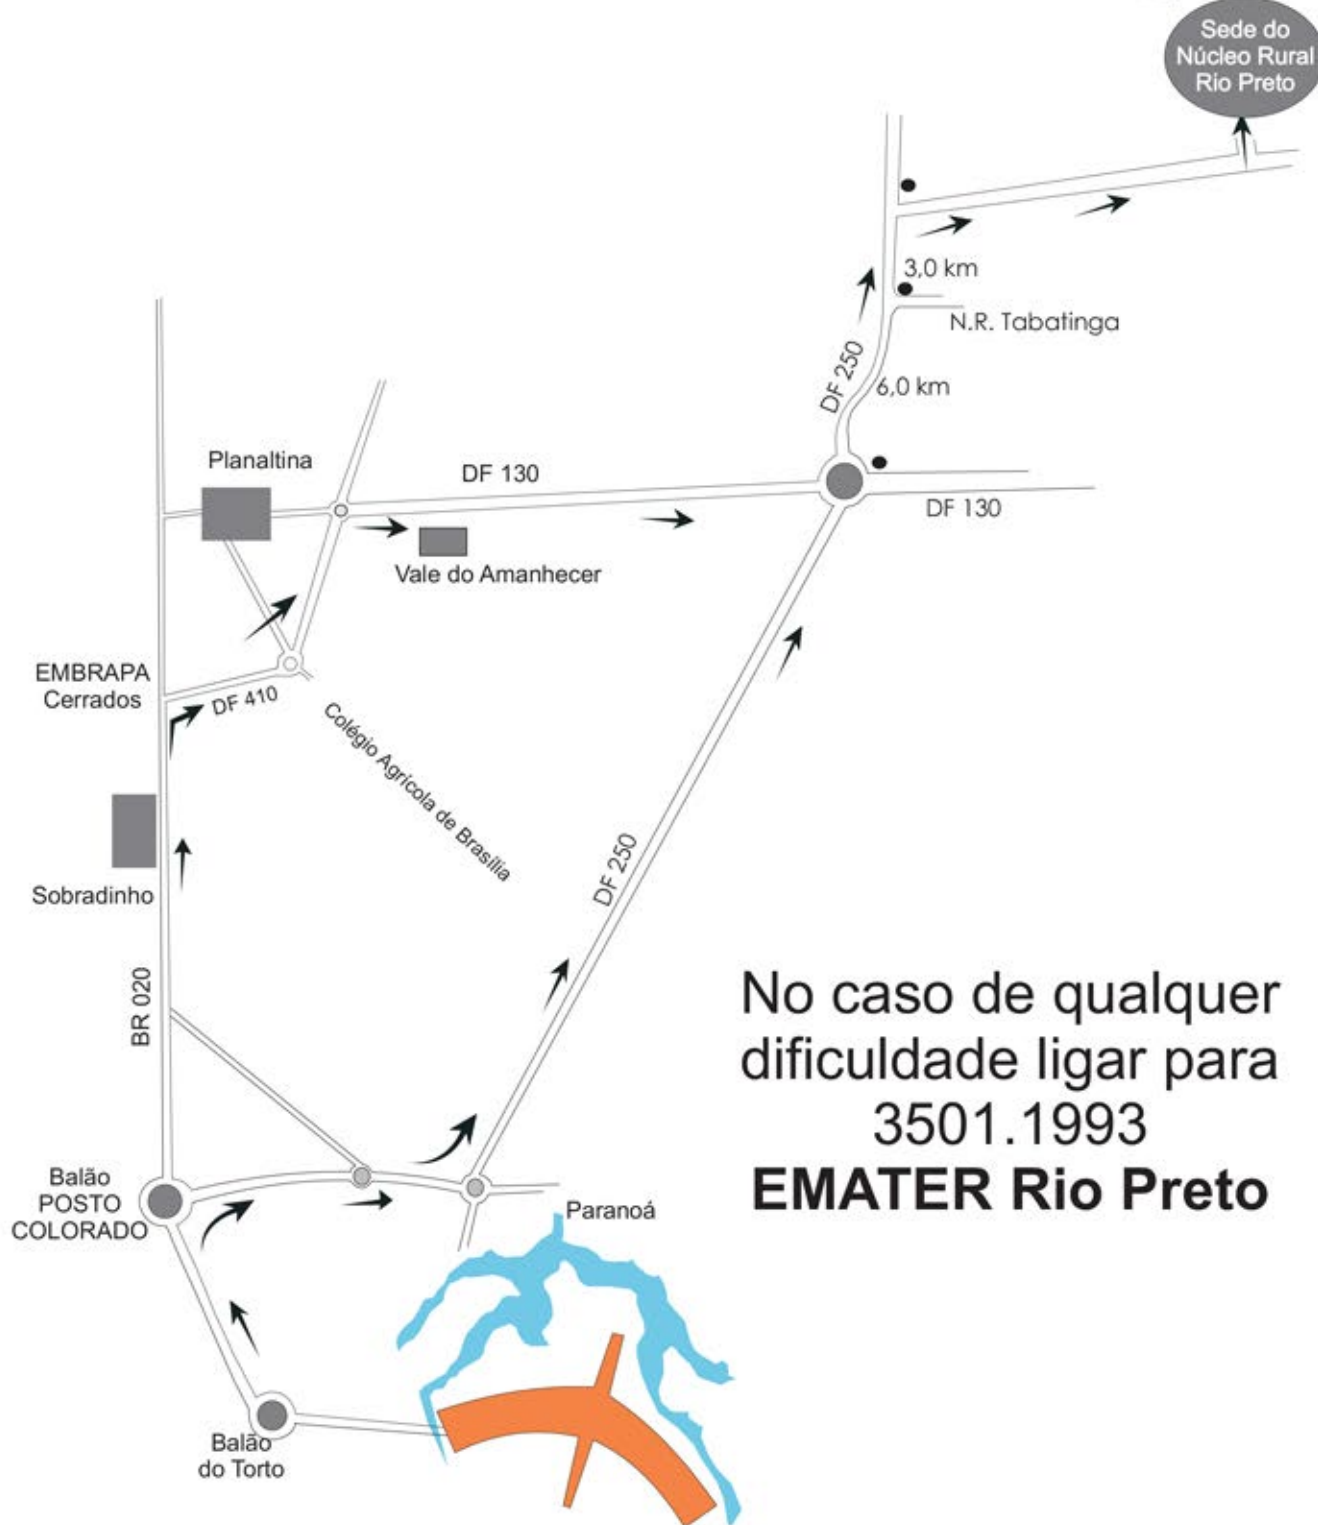 Sede do
Núcleo Rural
Rio Preto
3,0 km
N.R. Tabatinga
DF 250
6,0 km
Planaltina
DF 130
DF 130
Vale do Amanhecer
EMBRAPA
Cerrados
DF 410
Colégio Agrícola de Brasília
Sobradinho
DF 250
BR 020
No caso de qualquer
dificuldade ligar para
3501.1993
EMATER Rio Preto
Balão
POSTO
COLORADO
Paranoá
Balão
do Torto